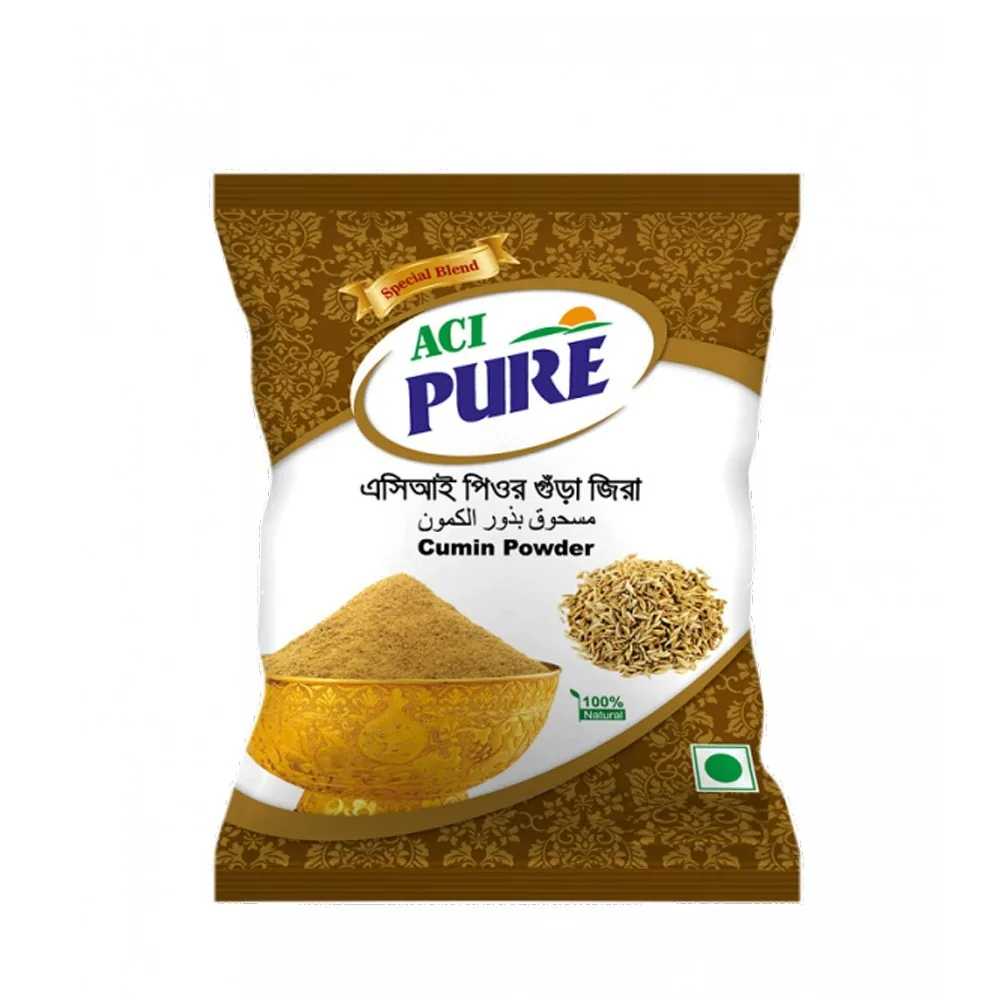 Special Blend
ACI
PURE
এসিআই পিওর গুঁড়া জিরা
مسحوق بذور الكمون
Cumin Powder
100%
Natural